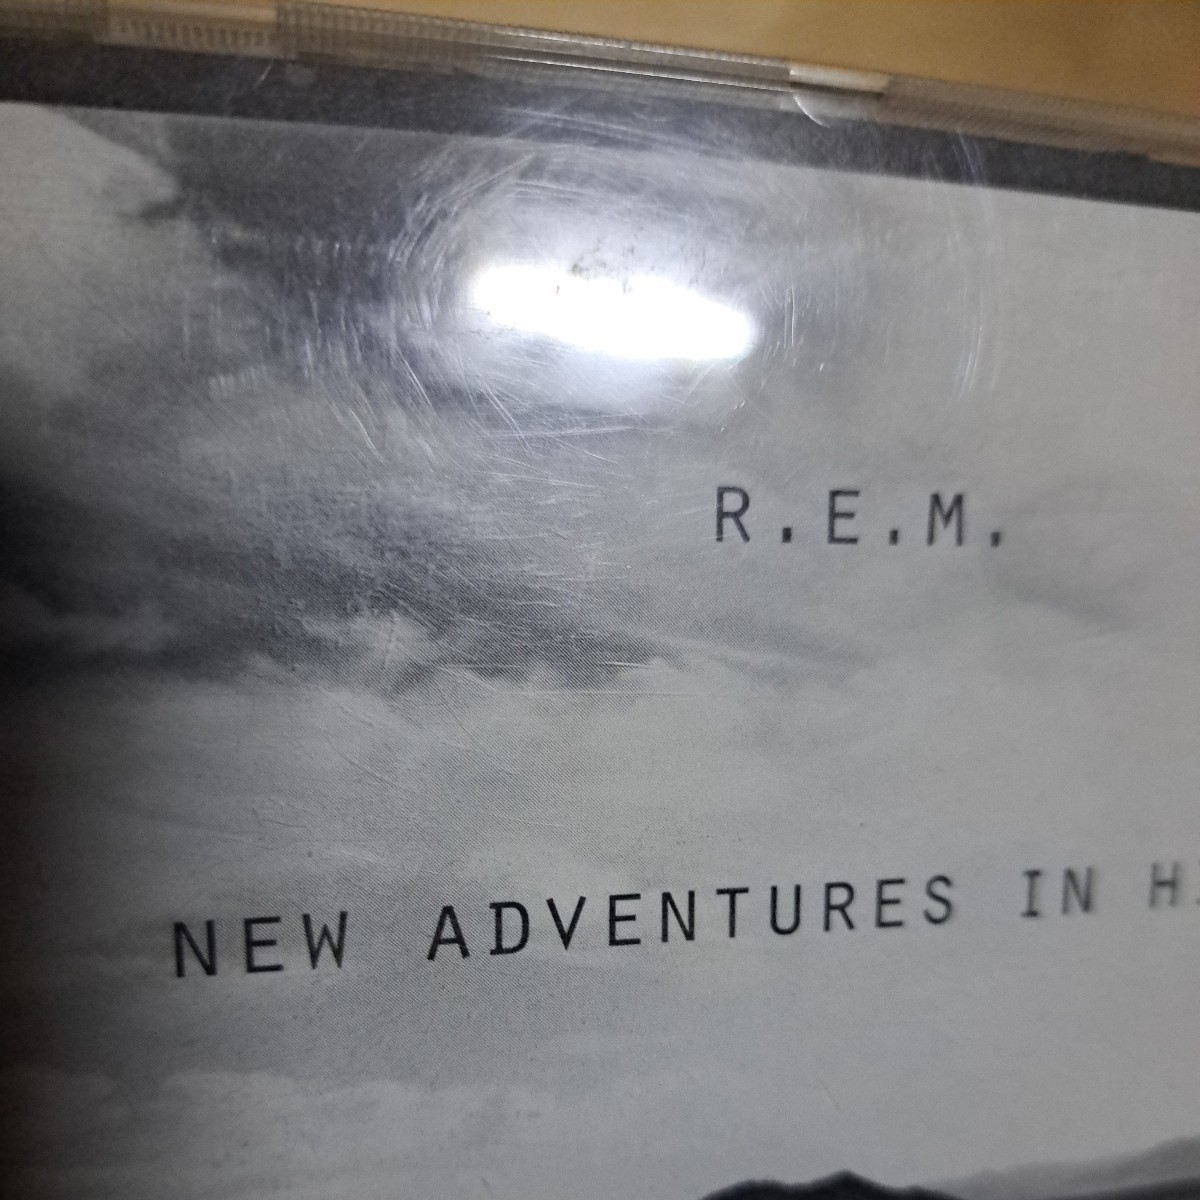 R.E.M.
NEW ADVENTURES IN H